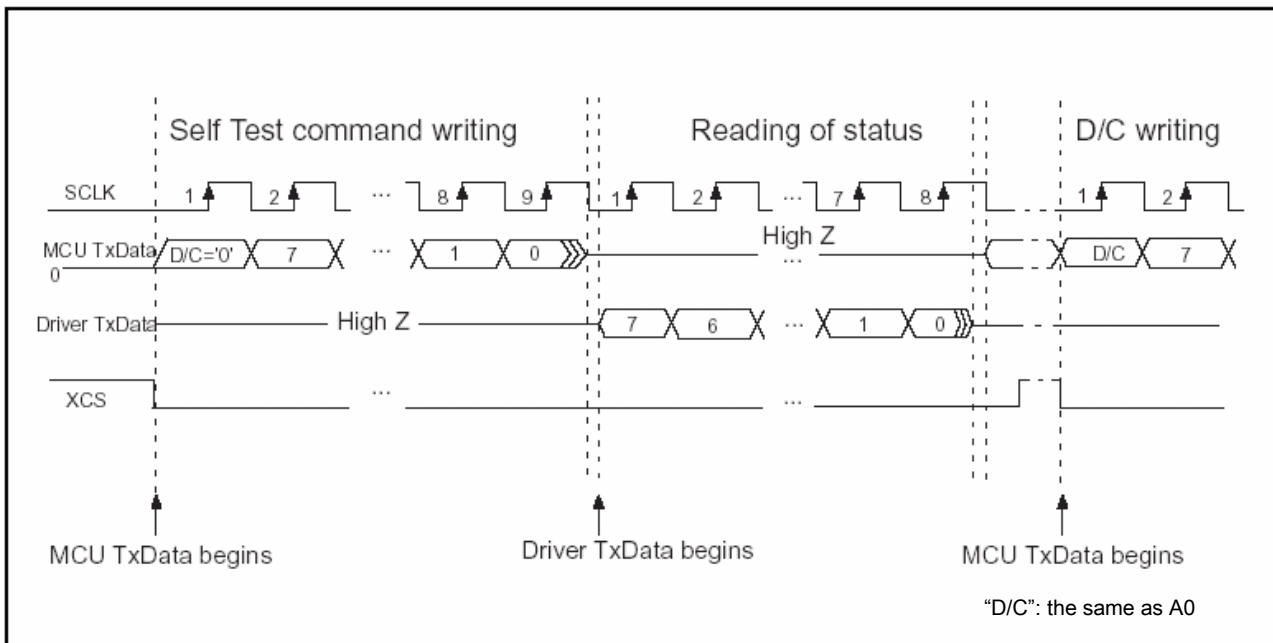 Self Test command writing Reading of status D/C writing
SCLK 1 2 ... 8 9 1 2 ... 7 8 1 2
High Z
MCU TxData D/C='0' 7 ... 1 0 ... D/C 7
0
Driver TxData High Z 7 6 ... 1 0
XCS ... ...
MCU TxData begins Driver TxData begins MCU TxData begins
“D/C”: the same as A0